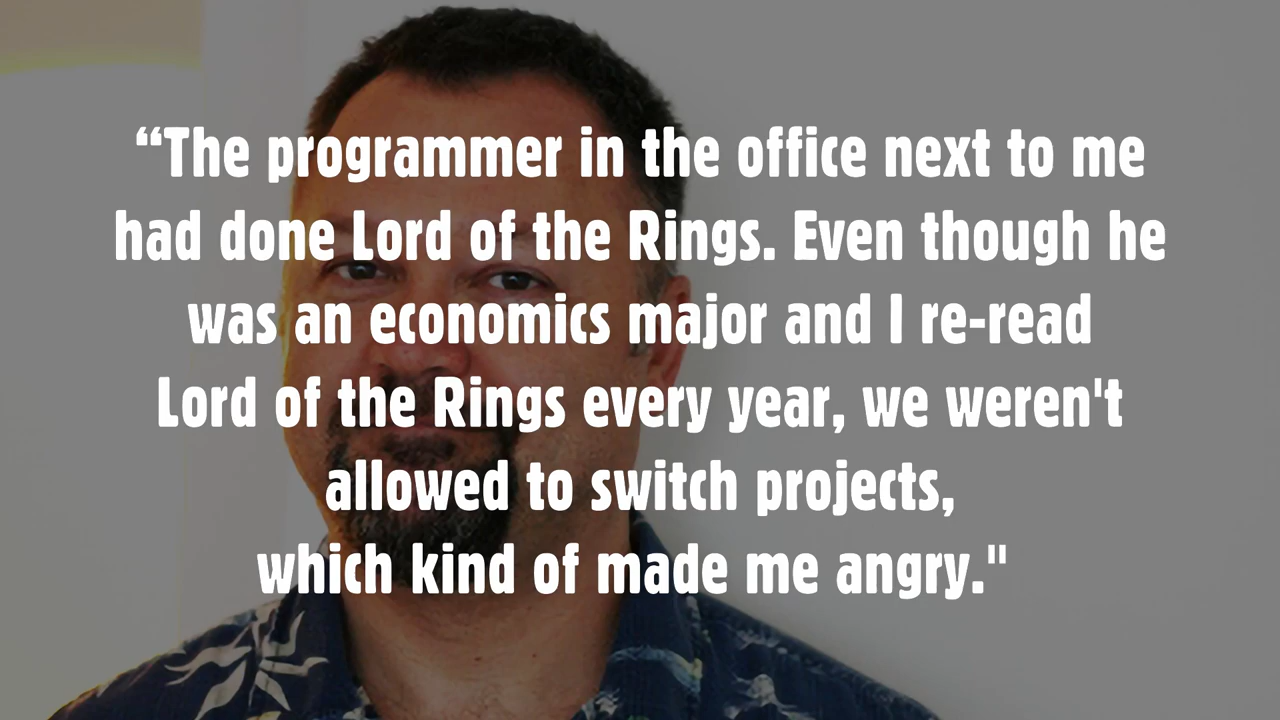 “The programmer in the office next to me
had done Lord of the Rings. Even though he
was an economics major and I re-read
Lord of the Rings every year, we weren't
allowed to switch projects,
which kind of made me angry."